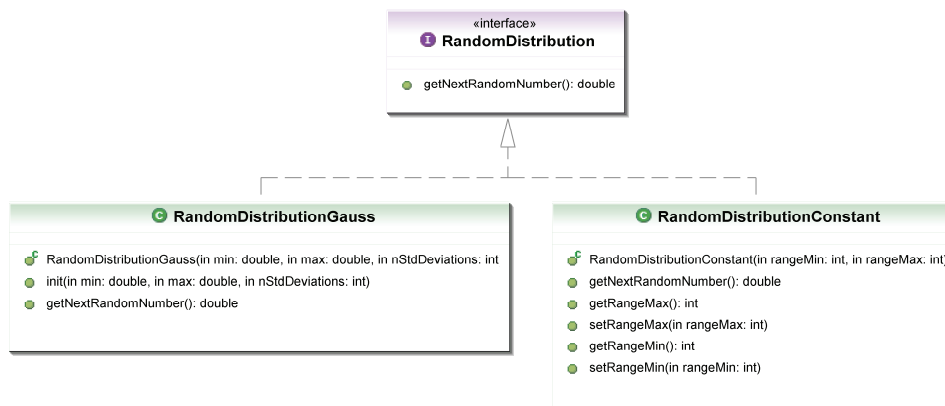 «interface»
I RandomDistribution
getNextRandomNumber(): double
C RandomDistributionGauss
C RandomDistributionGauss(in min: double, in max: double, in nStdDeviations: int
init(in min: double, in max: double, in nStdDeviations: int)
getNextRandomNumber(): double
C RandomDistributionConstant
C RandomDistributionConstant(in rangeMin: int, in rangeMax: int)
getNextRandomNumber(): double
getRangeMax(): int
setRangeMax(in rangeMax: int)
getRangeMin(): int
setRangeMin(in rangeMin: int)